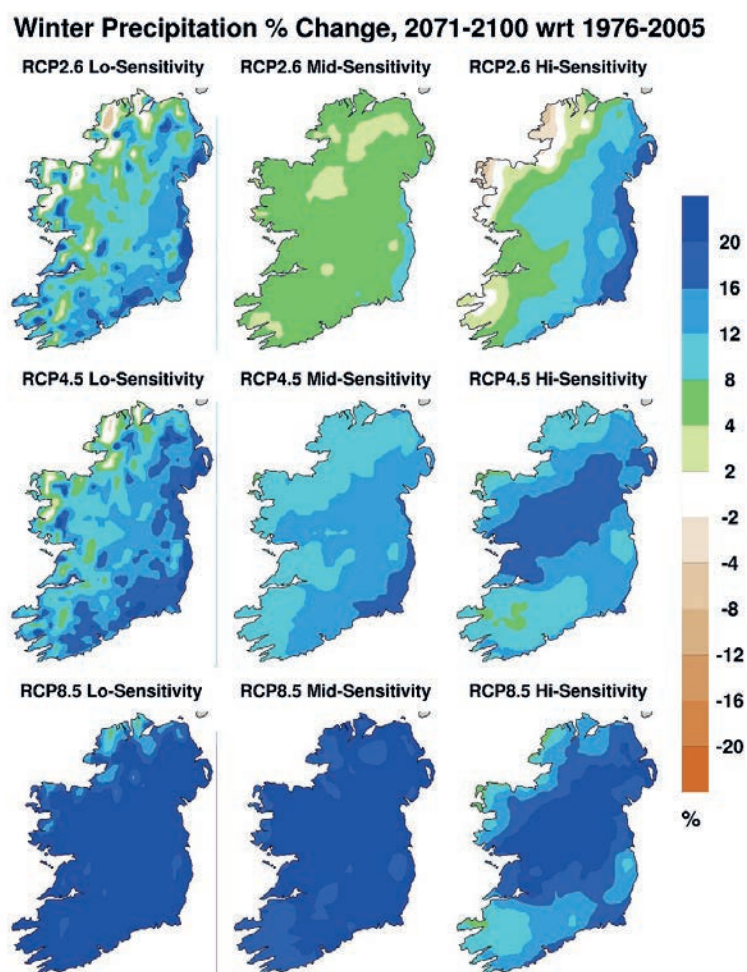 Winter Precipitation % Change, 2071-2100 wrt 1976-2005
RCP2.6 Lo-Sensitivity
RCP2.6 Mid-Sensitivity
RCP2.6 Hi-Sensitivity
RCP4.5 Lo-Sensitivity
RCP4.5 Mid-Sensitivity
RCP4.5 Hi-Sensitivity
RCP8.5 Lo-Sensitivity
RCP8.5 Mid-Sensitivity
RCP8.5 Hi-Sensitivity
20
16
12
8
4
2
-2
-4
-8
-12
-16
-20
%